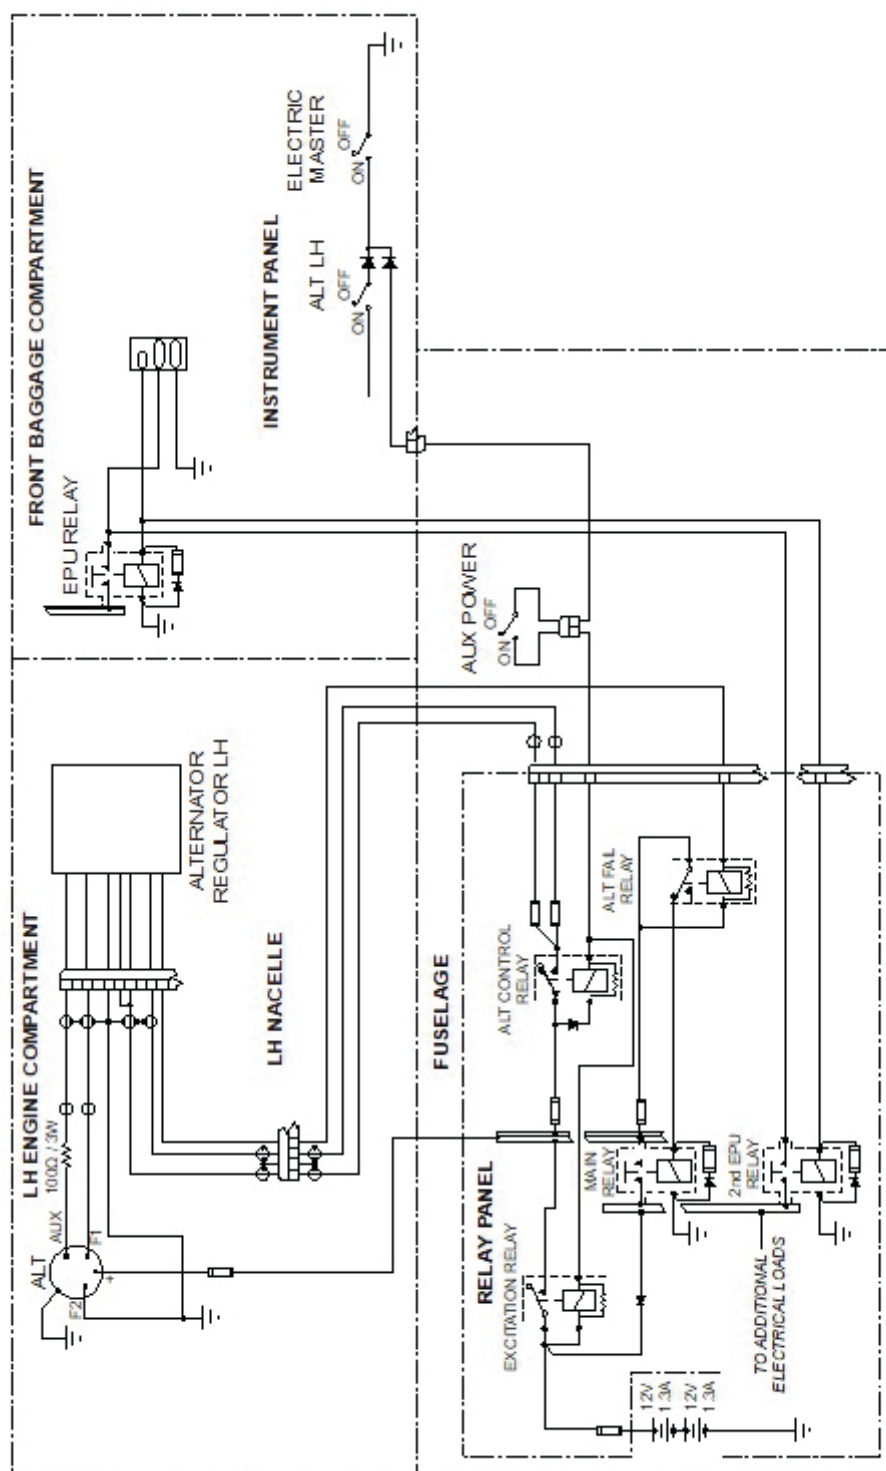 LH ENGINE COMPARTMENT
ALT
AUX
100Ω / 3W
F1
F2
+
ALTERNATOR
REGULATOR LH
FRONT BAGGAGE COMPARTMENT
EPU RELAY
INSTRUMENT PANEL
ALT LH
ON
OFF
ELECTRIC
MASTER
ON
OFF
LH NACELLE
FUSELAGE
AUX POWER
ON
OFF
RELAY PANEL
EXCITATION RELAY
ALT CONTROL
RELAY
ALT FAIL
RELAY
MAIN
RELAY
2nd EPU
RELAY
TO ADDITIONAL
ELECTRICAL LOADS
12V
1.3A
12V
1.3A